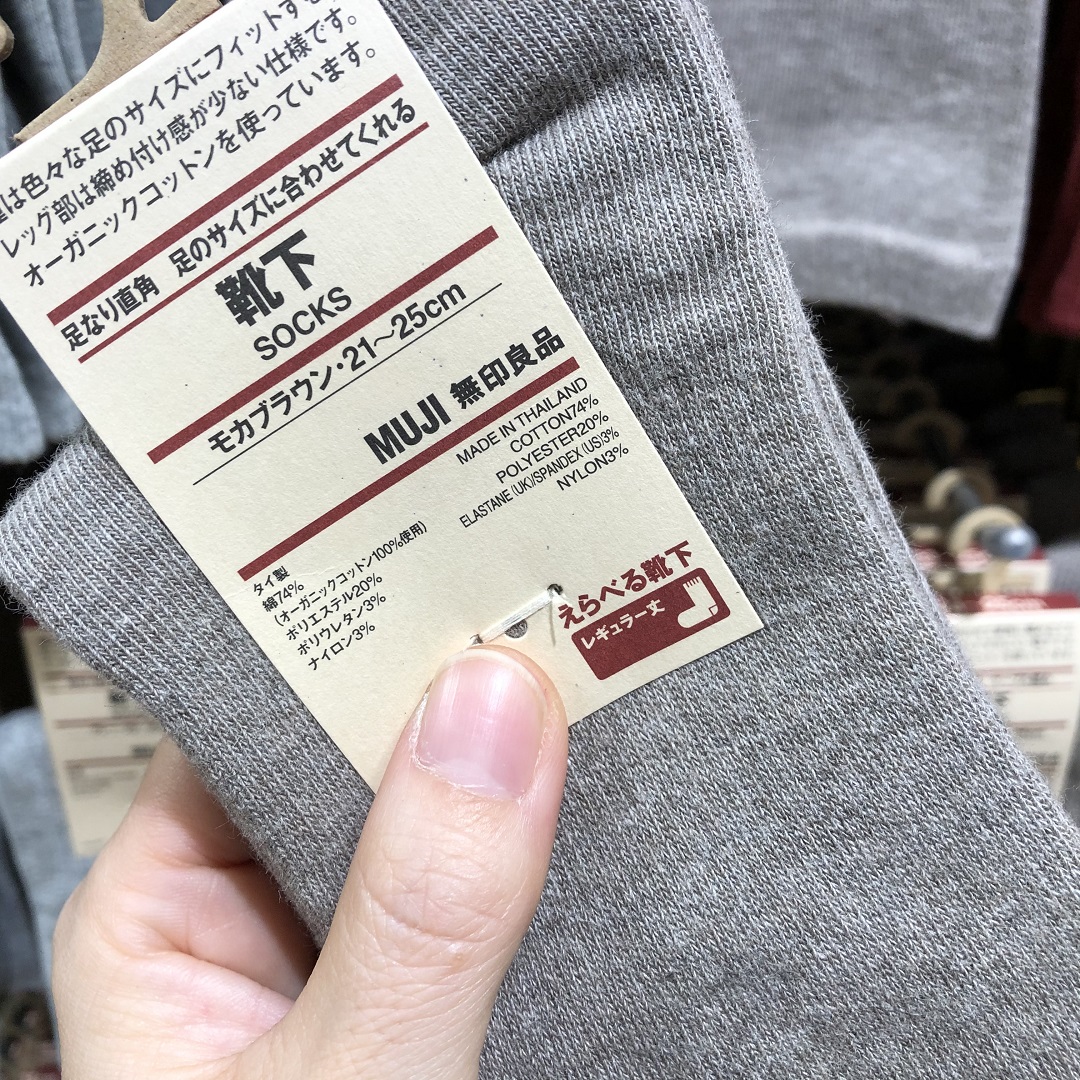 は色々な足のサイズにフィットする
レッグ部は締め付け感が少ない仕様です。
オーガニックコットンを使っています。
足なり直角 足のサイズに合わせてくれる
靴下
SOCKS
モカブラウン・21〜25cm
MUJI 無印良品
MADE IN THAILAND
COTTON74%
POLYESTER20%
ELASTANE (UK)/SPANDEX (US)3%
NYLON3%
タイ製
綿74%
(オーガニックコットン100%使用)
ポリエステル20%
ポリウレタン3%
ナイロン3%
えらべる靴下
レギュラー丈